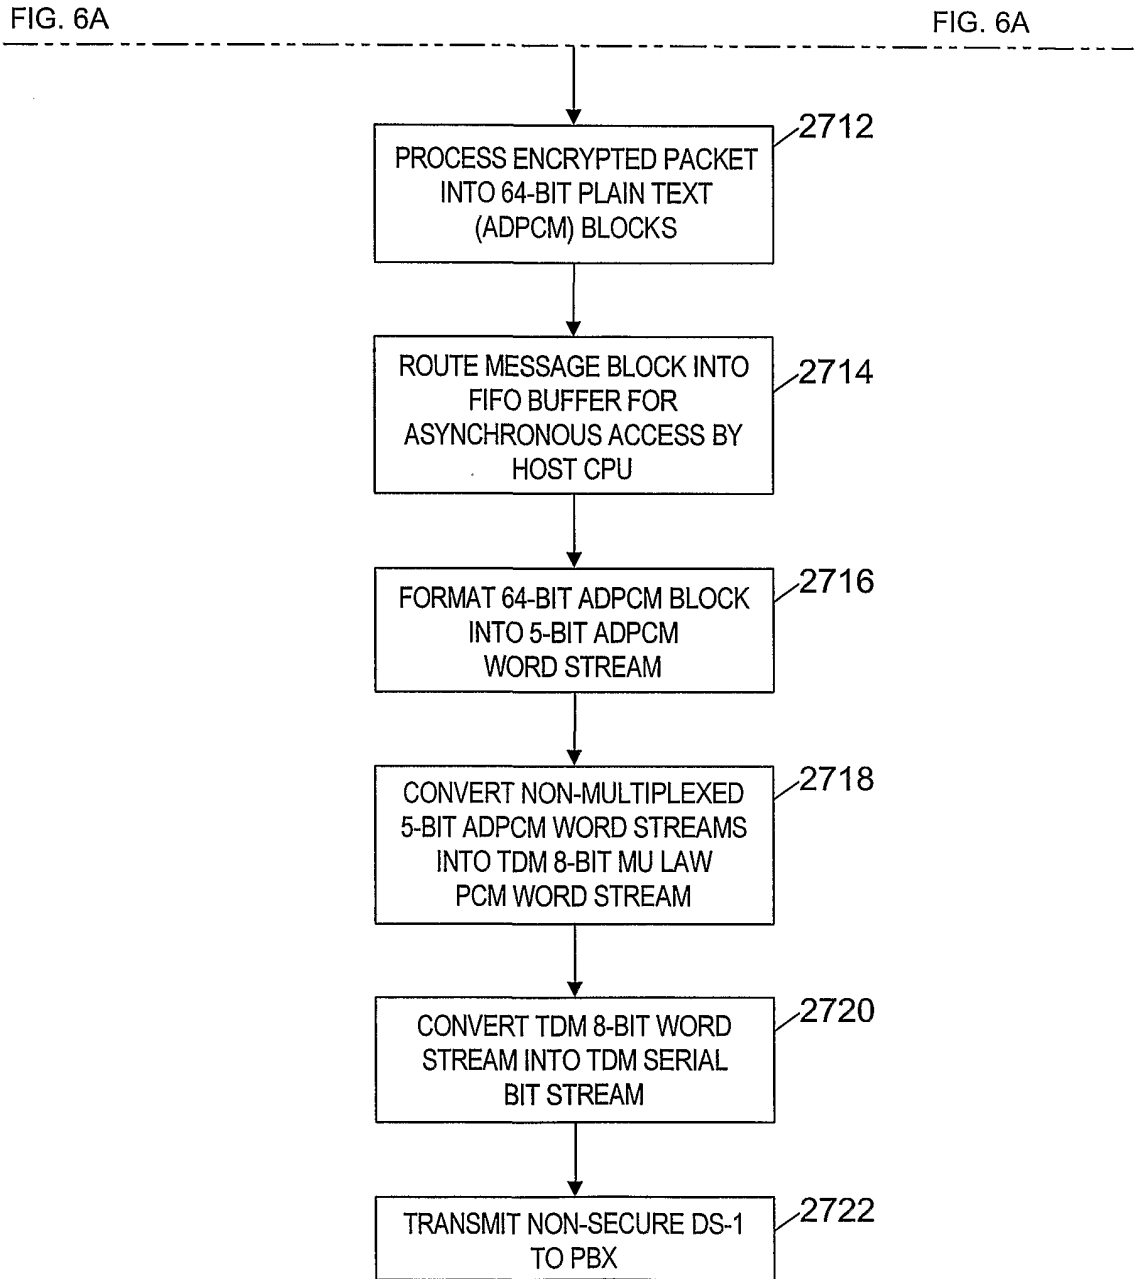 FIG. 6A
FIG. 6A
2712
PROCESS ENCRYPTED PACKET
INTO 64-BIT PLAIN TEXT
(ADPCM) BLOCKS
2714
ROUTE MESSAGE BLOCK INTO
FIFO BUFFER FOR
ASYNCHRONOUS ACCESS BY
HOST CPU
2716
FORMAT 64-BIT ADPCM BLOCK
INTO 5-BIT ADPCM
WORD STREAM
2718
CONVERT NON-MULTIPLEXED
5-BIT ADPCM WORD STREAMS
INTO TDM 8-BIT MU LAW
PCM WORD STREAM
2720
CONVERT TDM 8-BIT WORD
STREAM INTO TDM SERIAL
BIT STREAM
2722
TRANSMIT NON-SECURE DS-1
TO PBX